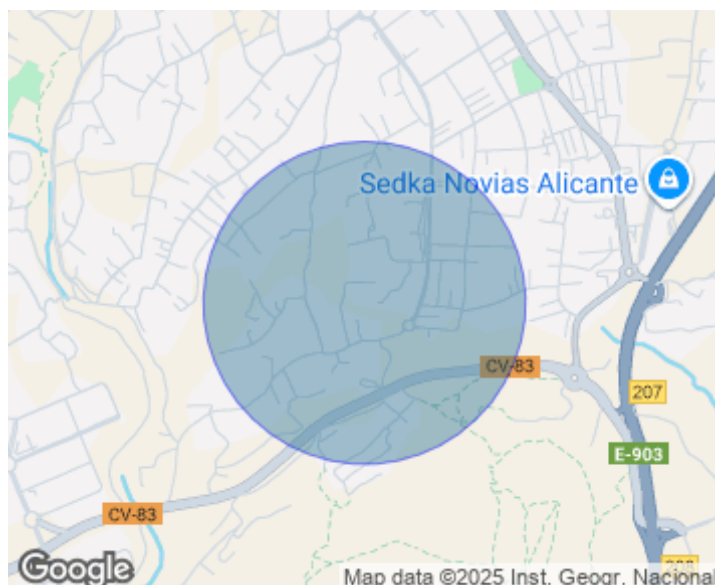 Sedka Novias Alicante
CV-83
207
E-903
CV-83
Google
Map data ©2025 Inst. Geogr. Nacional